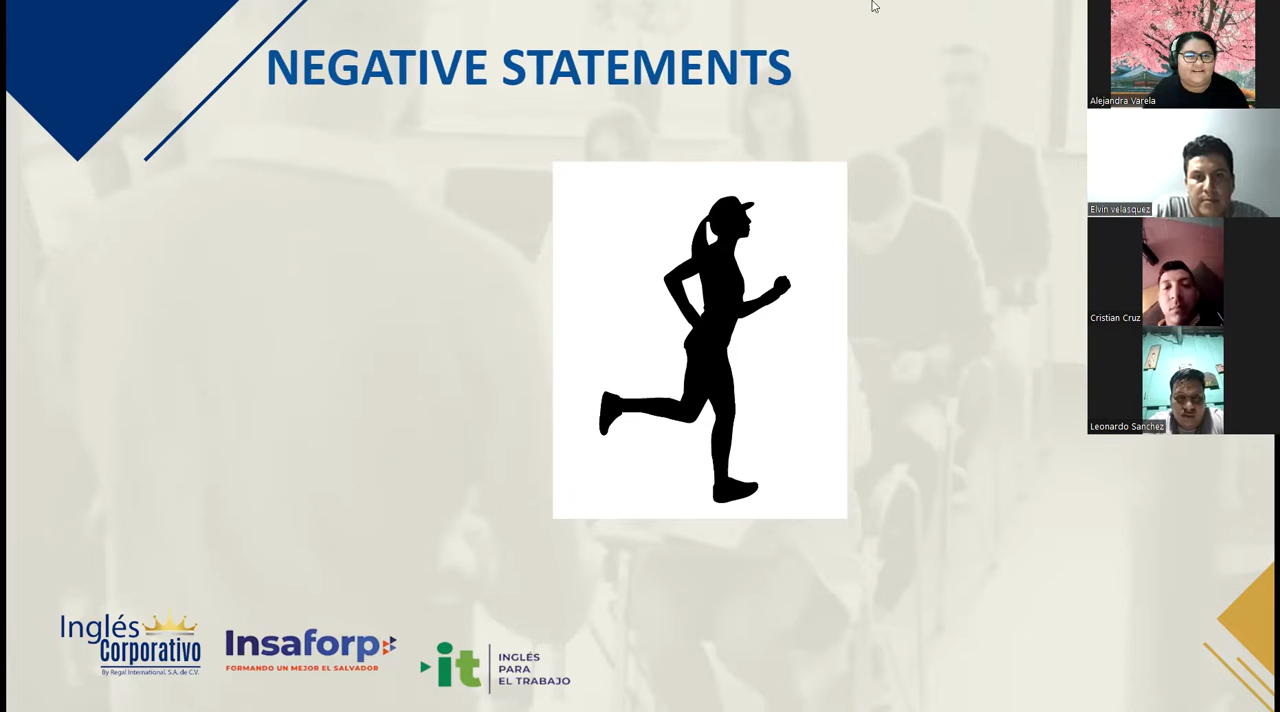 NEGATIVE STATEMENTS
Alejandra Varela
Elvin velasquez
Cristian Cruz
Leonardo Sanchez
Inglés
Corporativo
By Regal International, S.A. de C.V.
Insaforp
FORMANDO UN MEJOR EL SALVADOR
it
INGLÉS
PARA
EL TRABAJO